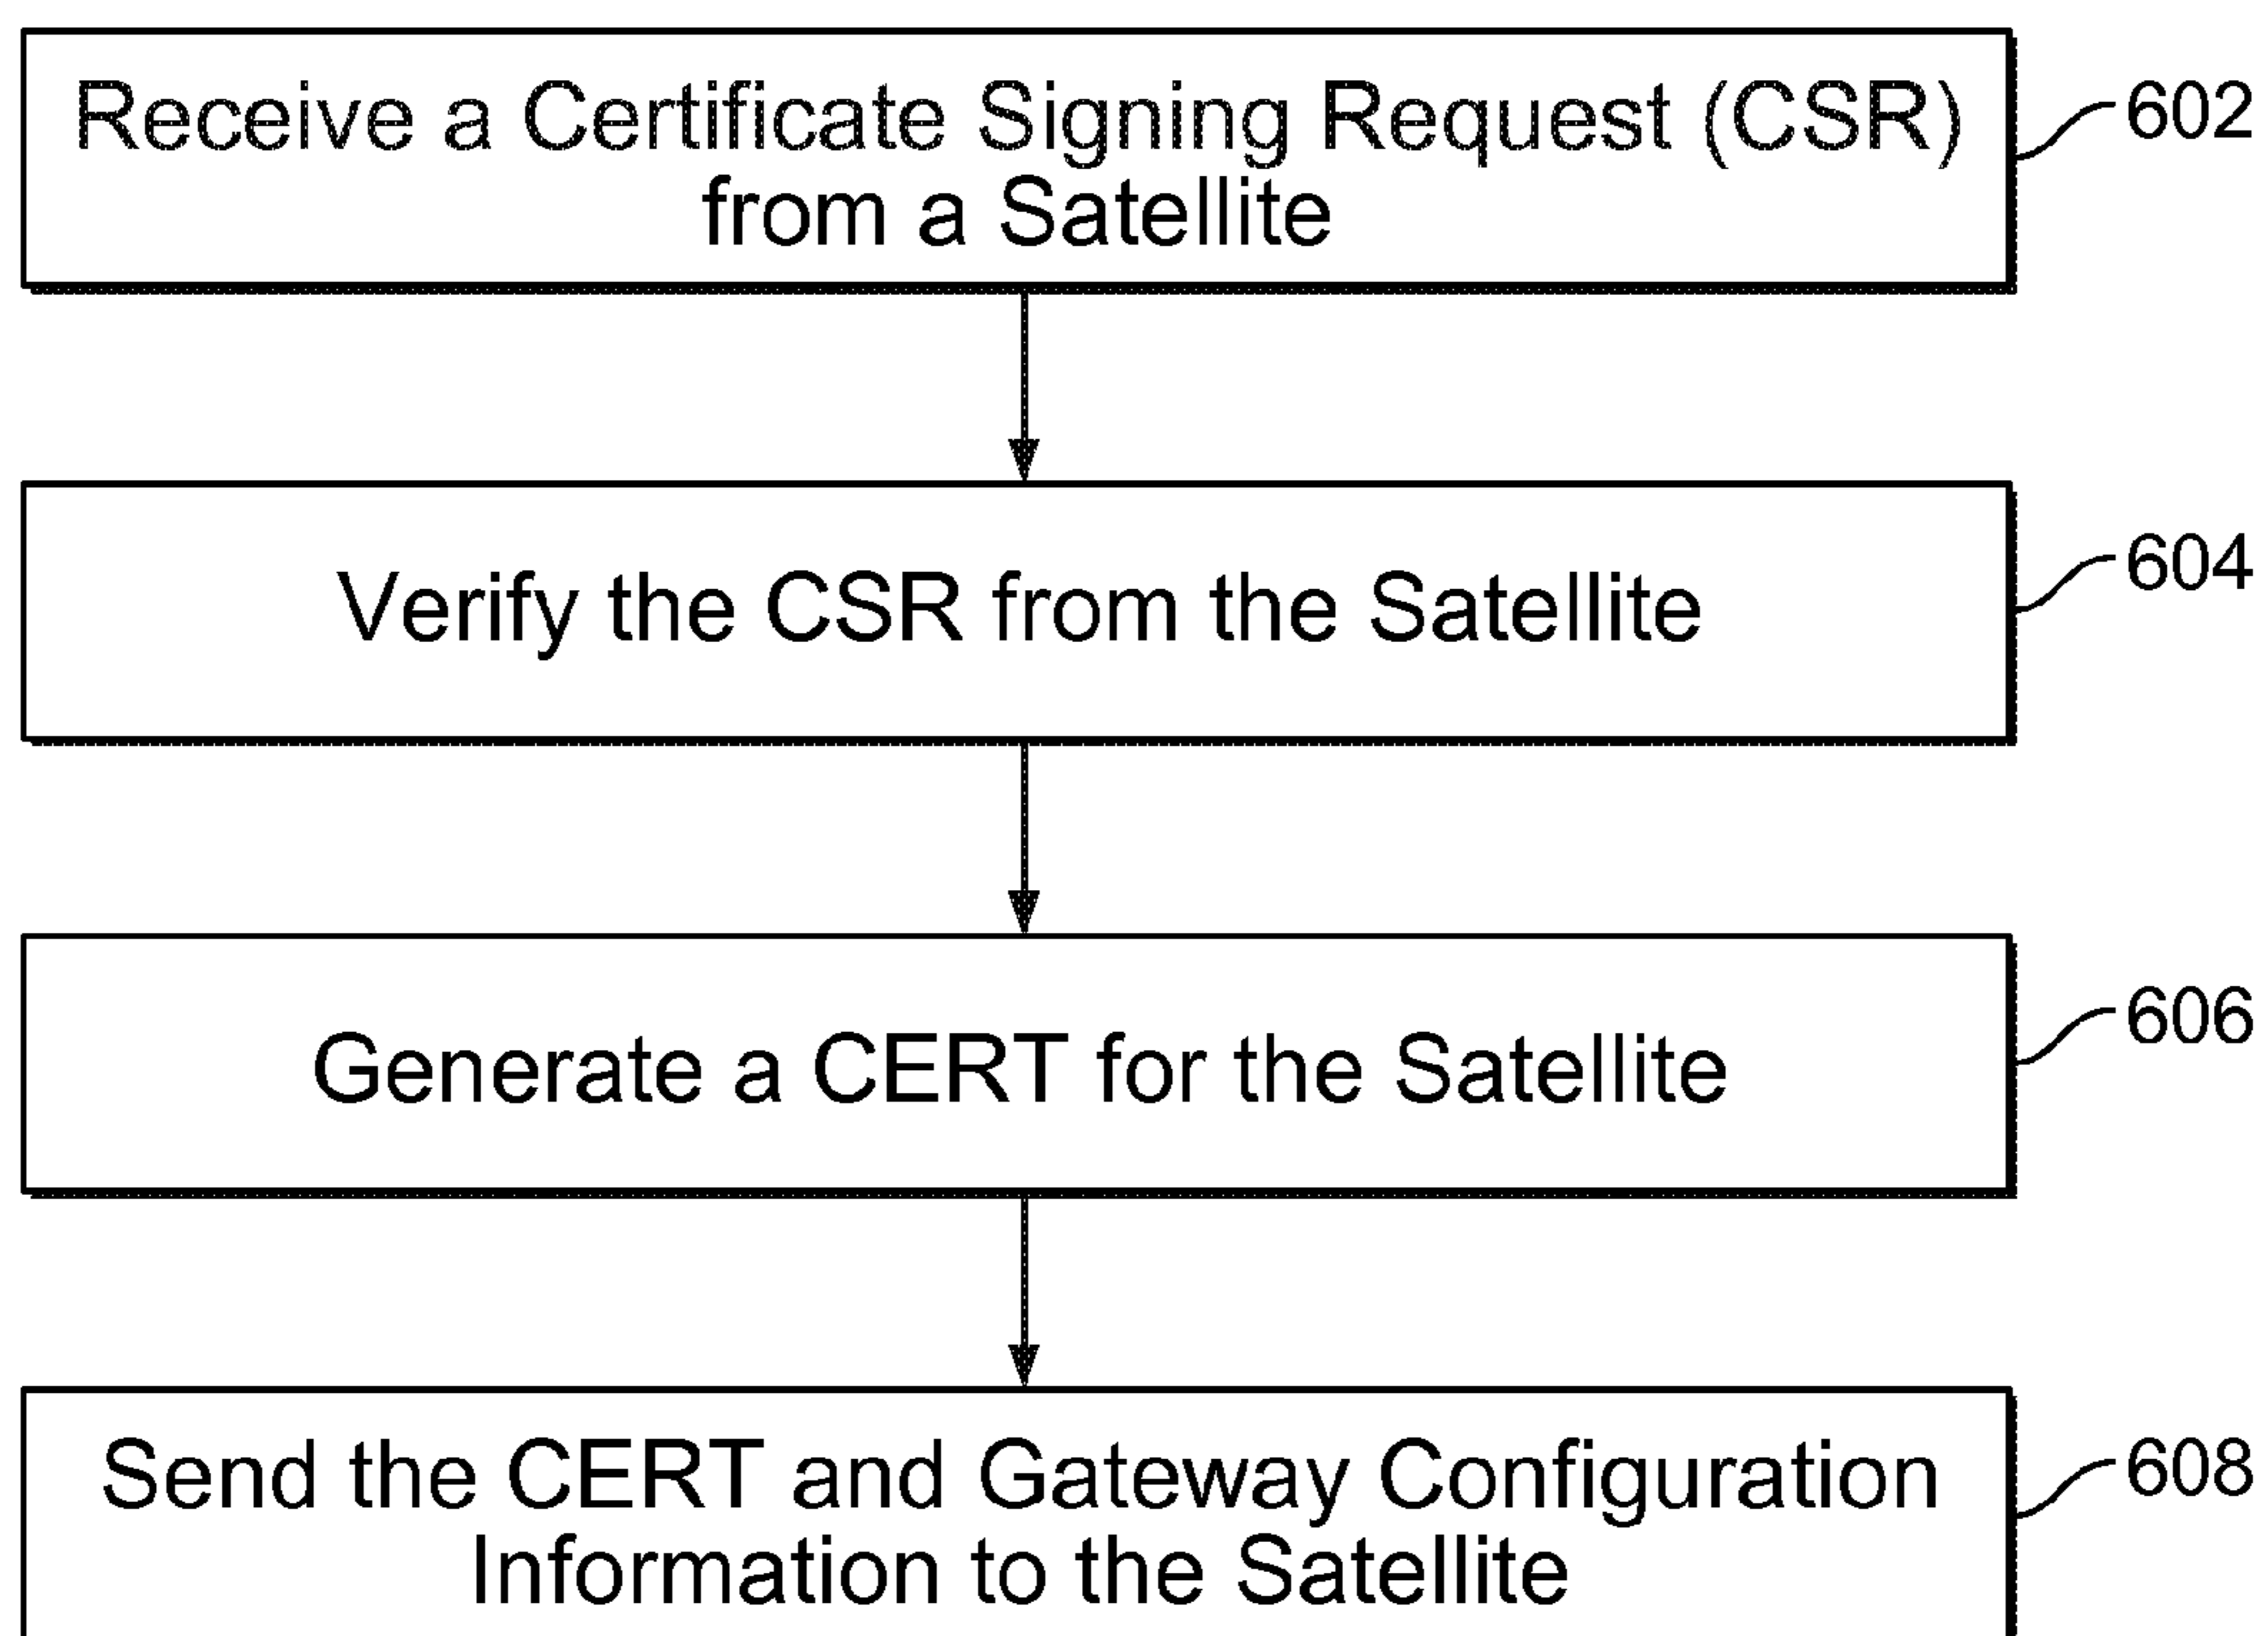 Receive a Certificate Signing Request (CSR)
from a Satellite
602
Verify the CSR from the Satellite
604
Generate a CERT for the Satellite
606
Send the CERT and Gateway Configuration
Information to the Satellite
608